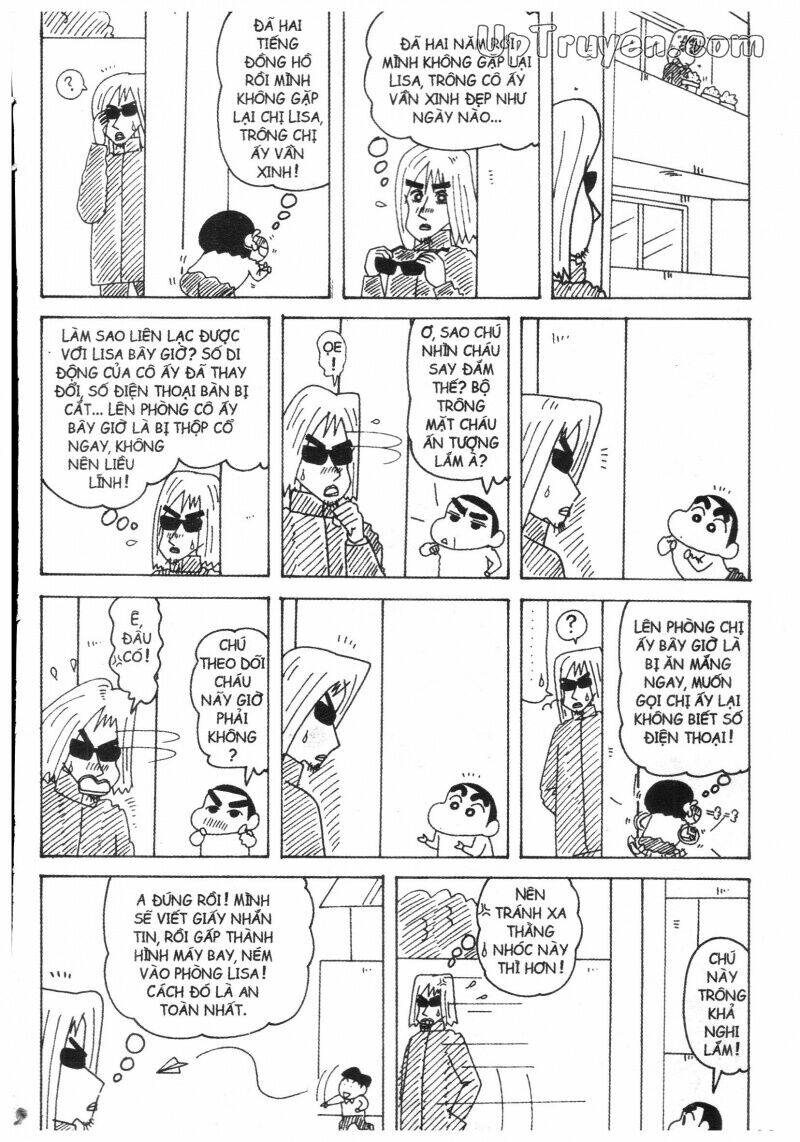 UpTruyen.Com
ĐÃ HAI NĂM RỒI
MÌNH KHÔNG GẶP LẠI
LISA, TRÔNG CÔ ẤY
VẪN XINH ĐẸP NHƯ
NGÀY NÀO...
ĐÃ HAI
TIẾNG
ĐỒNG HỒ
RỒI MÌNH
KHÔNG GẶP
LẠI CHỊ LISA,
TRÔNG CHỊ
ẤY VẪN
XINH!
?
Ơ, SAO CHÚ
NHÌN CHÁU
SAY ĐẮM
THẾ? BỘ
TRÔNG
MẶT CHÁU
ẤN TƯỢNG
LẮM À?
ỌE
!
LÀM SAO LIÊN LẠC ĐƯỢC
VỚI LISA BÂY GIỜ? SỐ DI
ĐỘNG CỦA CÔ ẤY ĐÃ THAY
ĐỔI, SỐ ĐIỆN THOẠI BÀN BỊ
CẮT... LÊN PHÒNG CÔ ẤY
BÂY GIỜ LÀ BỊ THỘP CỔ
NGAY, KHÔNG
NÊN LIỀU
LĨNH!
LÊN PHÒNG CHỊ
ẤY BÂY GIỜ LÀ
BỊ ĂN MẮNG
NGAY, MUỐN
GỌI CHỊ ẤY LẠI
KHÔNG BIẾT SỐ
ĐIỆN THOẠI!
?
CHÚ
THEO DÕI
CHÁU
NÃY GIỜ
PHẢI
KHÔNG
?
Ê,
ĐÂU
CÓ!
CHÚ
NÀY
TRÔNG
KHẢ
NGHI
LẮM!
NÊN
TRÁNH XA
THẰNG
NHÓC NÀY
THÌ HƠN!
A ĐÚNG RỒI! MÌNH
SẼ VIẾT GIẤY NHẮN
TIN, RỒI GẤP THÀNH
HÌNH MÁY BAY, NÉM
VÀO PHÒNG LISA!
CÁCH ĐÓ LÀ AN
TOÀN NHẤT.